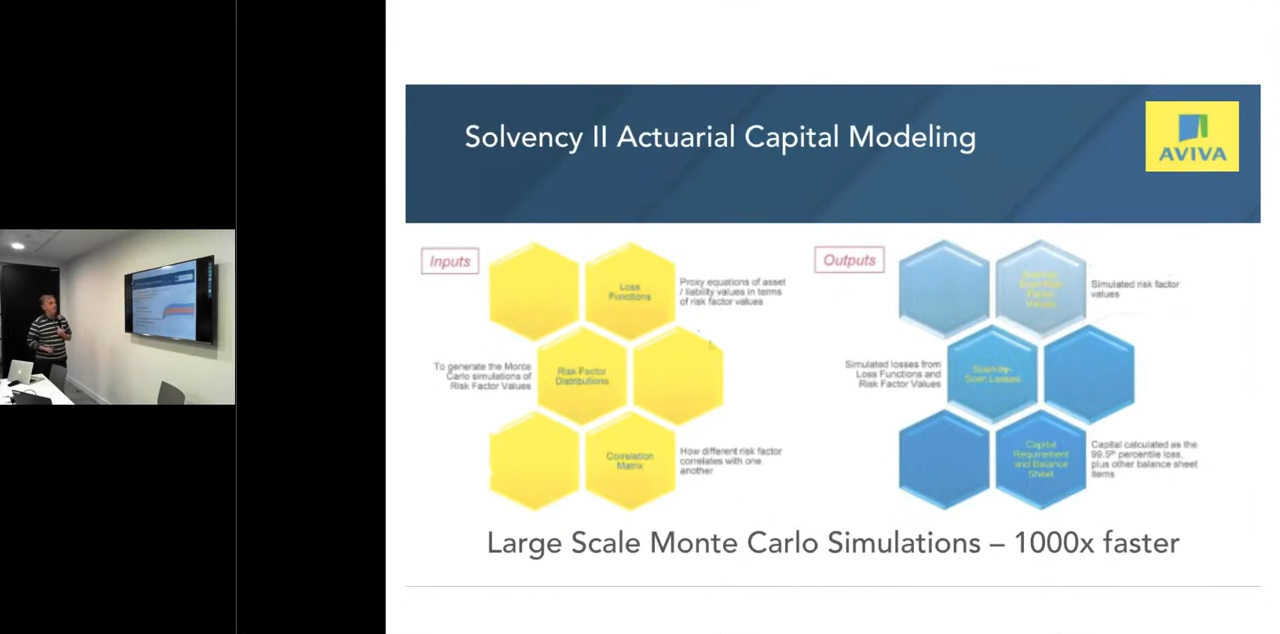 Solvency II Actuarial Capital Modeling
AVIVA
Inputs
Loss
Functions
Proxy equations of asset
/ liability values in terms
of risk factor values
To generate the Monte
Carlo simulations of
Risk Factor Values
Risk Factor
Distributions
Correlation
Matrix
How different risk factor
correlates with one
another
Outputs
Factor
Values
Simulated risk factor
values
Simulated losses from
Loss Functions and
Risk Factor Values
Scan-by-
Scan Losses
Capital
Requirement
and Balance
Sheet
Capital calculated as the
99.5th percentile loss,
plus other balance sheet
items
Large Scale Monte Carlo Simulations – 1000x faster